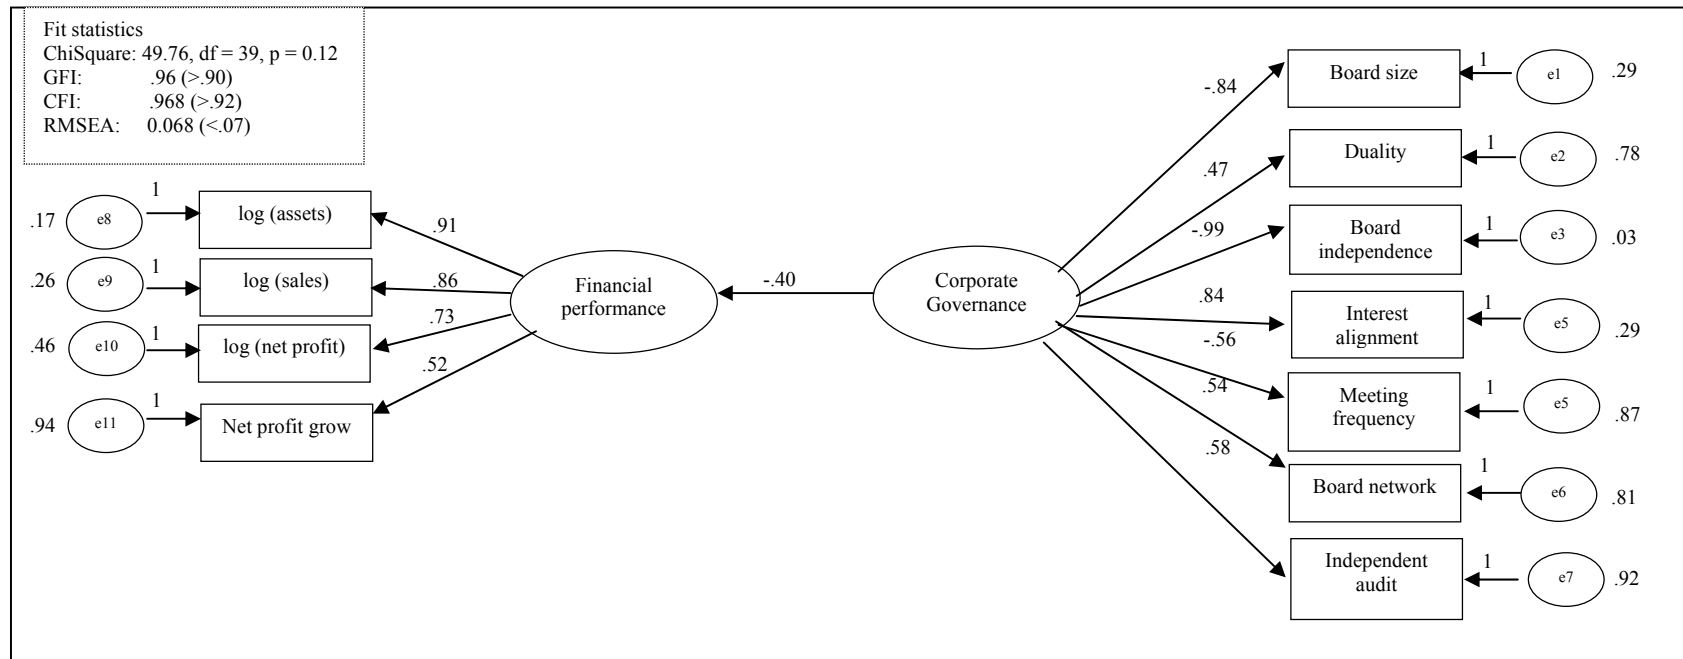 Fit statistics
ChiSquare: 49.76, df = 39, p = 0.12
GFI: .96 (>.90)
CFI: .968 (>.92)
RMSEA: 0.068 (<.07)
.17
e8
1
log (assets)
.91
.26
e9
1
log (sales)
.86
.46
e10
1
log (net profit)
.73
.94
e11
1
Net profit grow
.52
Financial
performance
-.40
Corporate
Governance
-.84
Board size
1
e1
.29
.47
Duality
1
e2
.78
-.99
Board
independence
1
e3
.03
.84
Interest
alignment
1
e5
.29
-.56
Meeting
frequency
1
e5
.87
.54
Board network
1
e6
.81
.58
Independent
audit
1
e7
.92